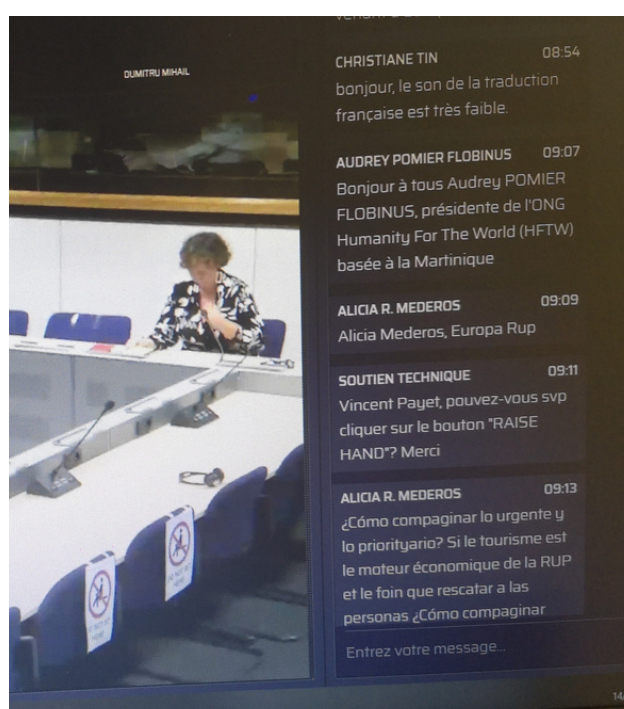 DUMITRU MIHAIL
CHRISTIANE TIN 08:54
bonjour, le son de la traduction
française est très faible.
AUDREY POMIER FLOBINUS 09:07
Bonjour à tous Audrey POMIER
FLOBINUS, présidente de l'ONG
Humanity For The World (HFTW)
basée à la Martinique
ALICIA R. MEDEROS 09:09
Alicia Mederos, Europa Rup
SOUTIEN TECHNIQUE 09:11
Vincent Payet, pouvez-vous svp
cliquer sur le bouton "RAISE
HAND"? Merci
ALICIA R. MEDEROS 09:13
¿Cómo compaginar lo urgente y
lo priorityario? Si le tourisme est
le moteur économique de la RUP
et le foin que rescatar a las
personas ¿Cómo compaginar
Entrez votre message...